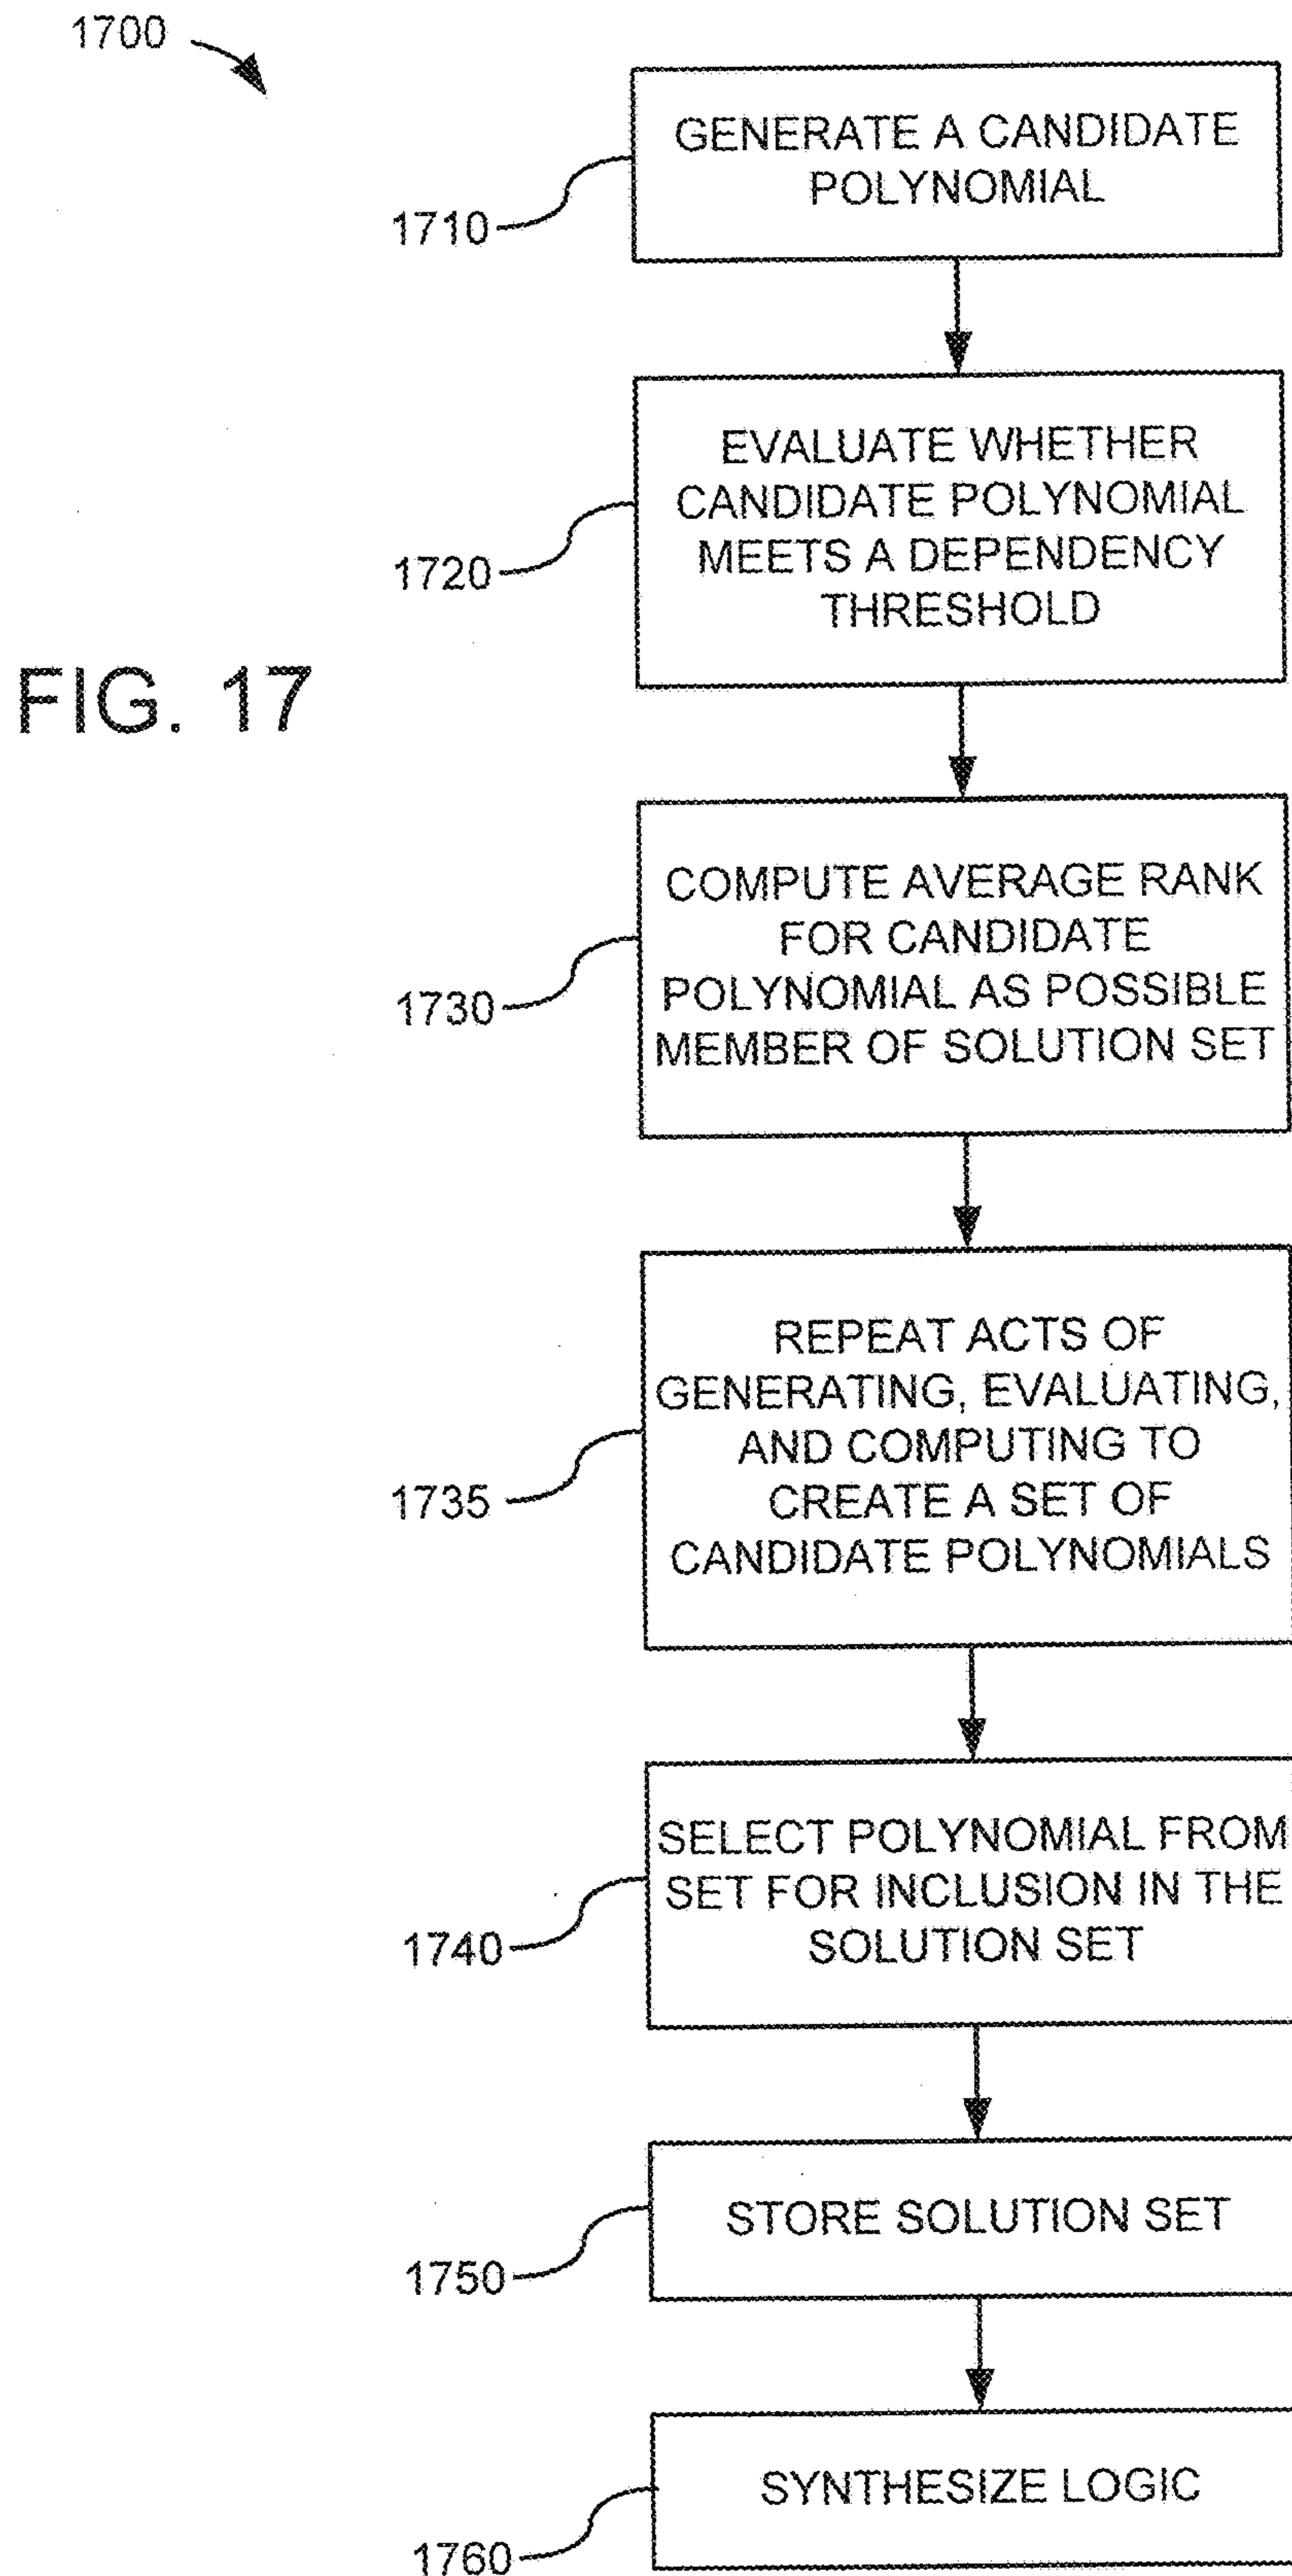 1700
GENERATE A CANDIDATE
POLYNOMIAL
1710
EVALUATE WHETHER
CANDIDATE POLYNOMIAL
MEETS A DEPENDENCY
THRESHOLD
1720
FIG. 17
COMPUTE AVERAGE RANK
FOR CANDIDATE
POLYNOMIAL AS POSSIBLE
MEMBER OF SOLUTION SET
1730
REPEAT ACTS OF
GENERATING, EVALUATING,
AND COMPUTING TO
CREATE A SET OF
CANDIDATE POLYNOMIALS
1735
SELECT POLYNOMIAL FROM
SET FOR INCLUSION IN THE
SOLUTION SET
1740
STORE SOLUTION SET
1750
SYNTHESIZE LOGIC
1760